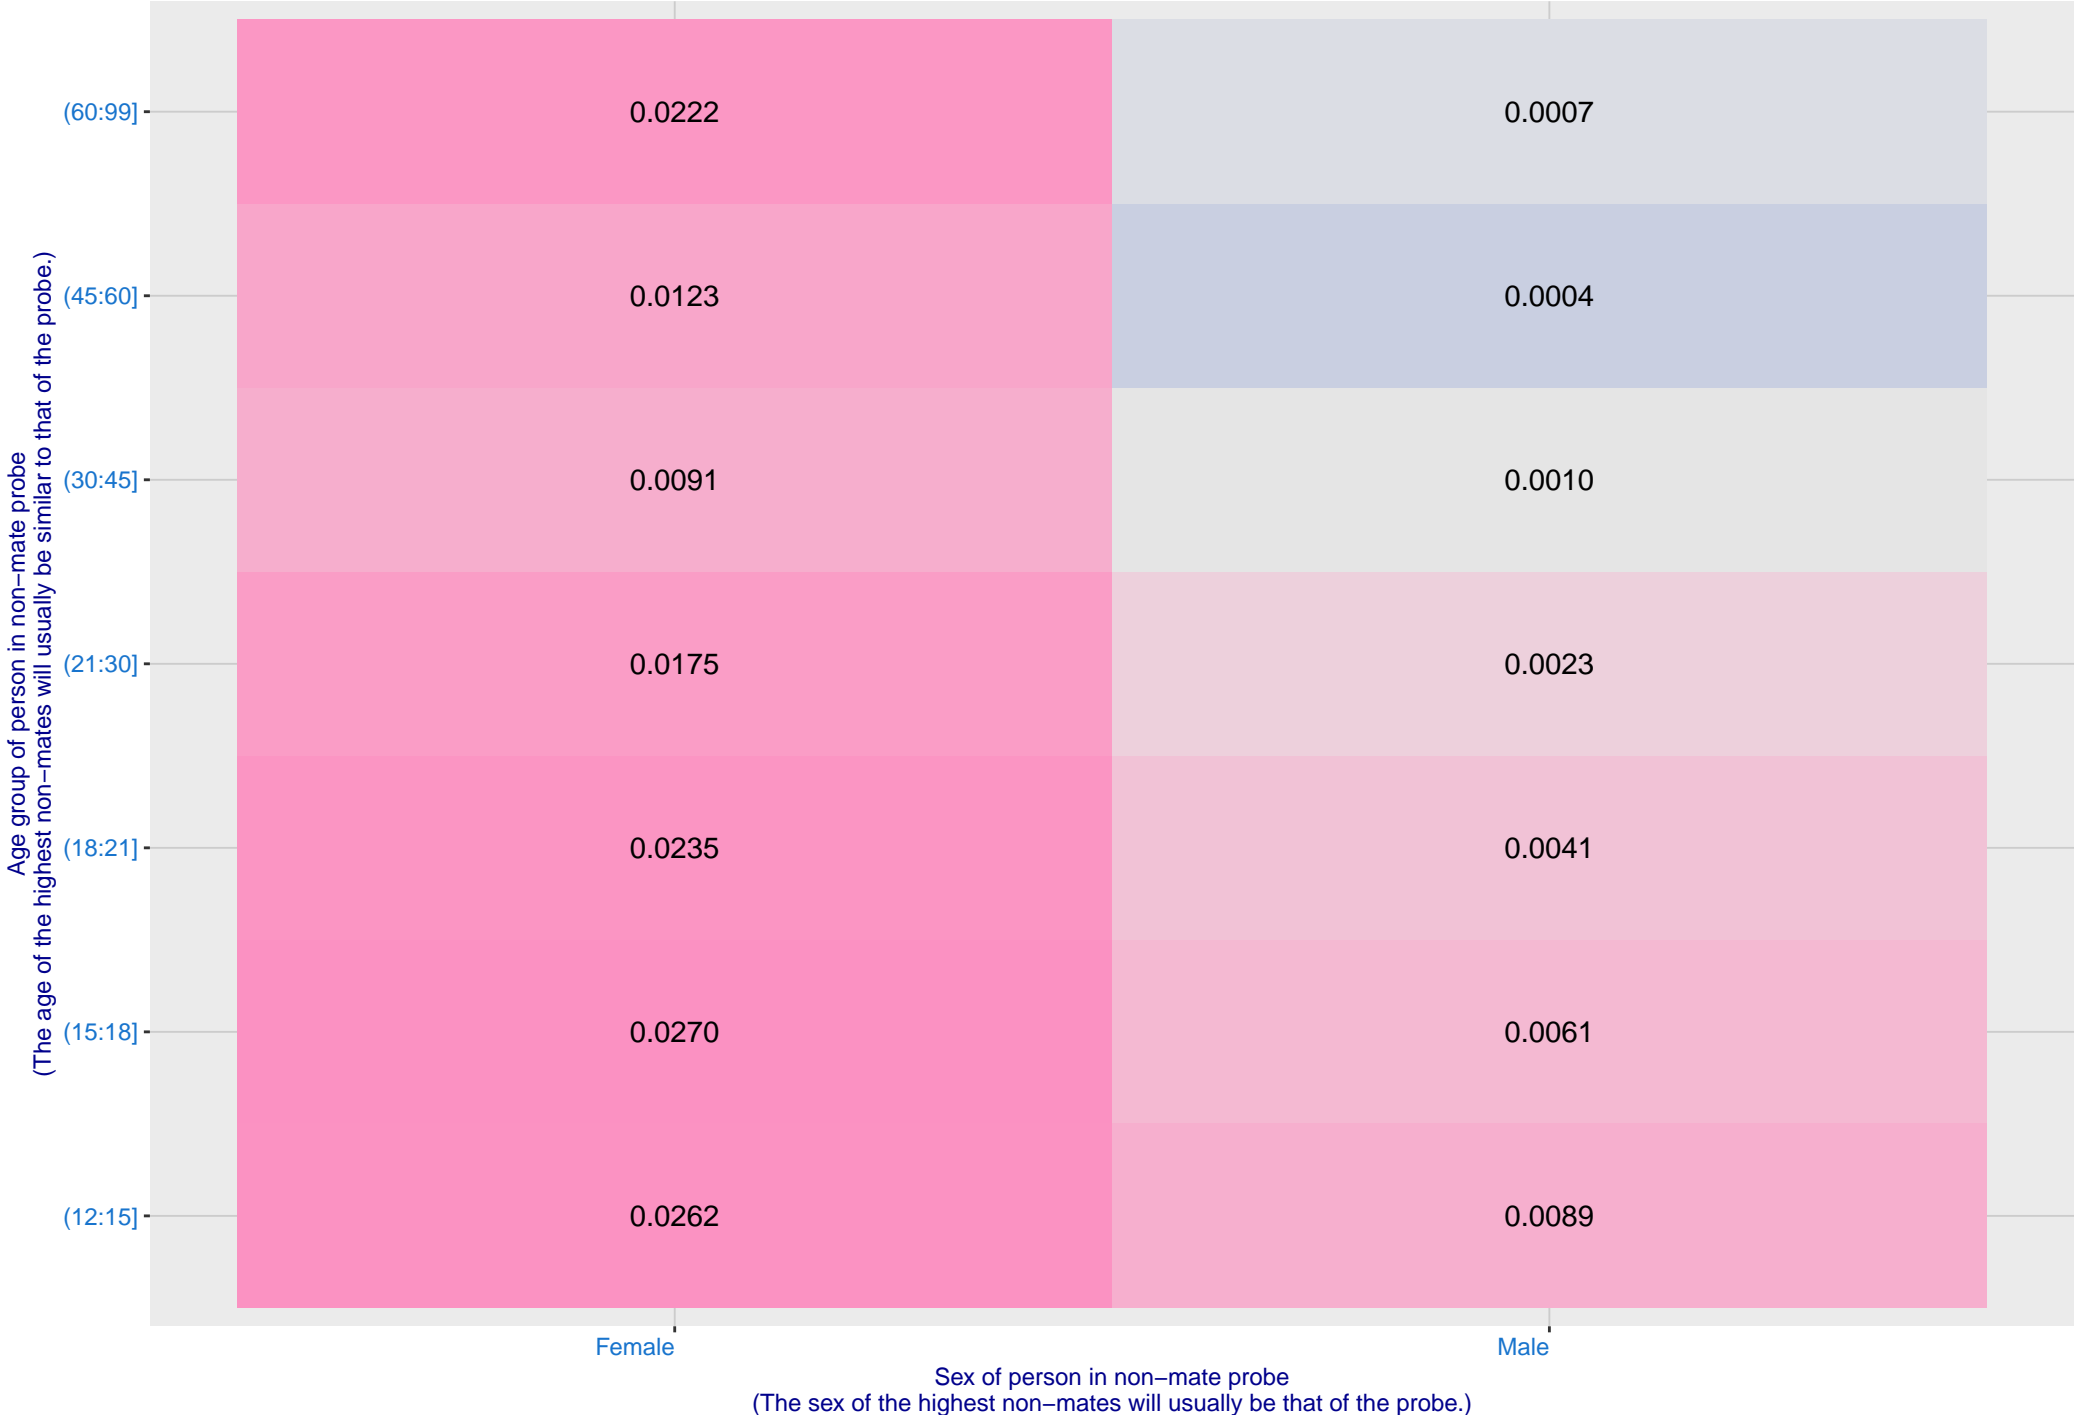 Age group of person in non−mate probe
(The age of the highest non−mates will usually be similar to that of the probe.)
(60:99] 0.0222 0.0007
(45:60] 0.0123 0.0004
(30:45] 0.0091 0.0010
(21:30] 0.0175 0.0023
(18:21] 0.0235 0.0041
(15:18] 0.0270 0.0061
(12:15] 0.0262 0.0089
Female Male
Sex of person in non−mate probe
(The sex of the highest non−mates will usually be that of the probe.)